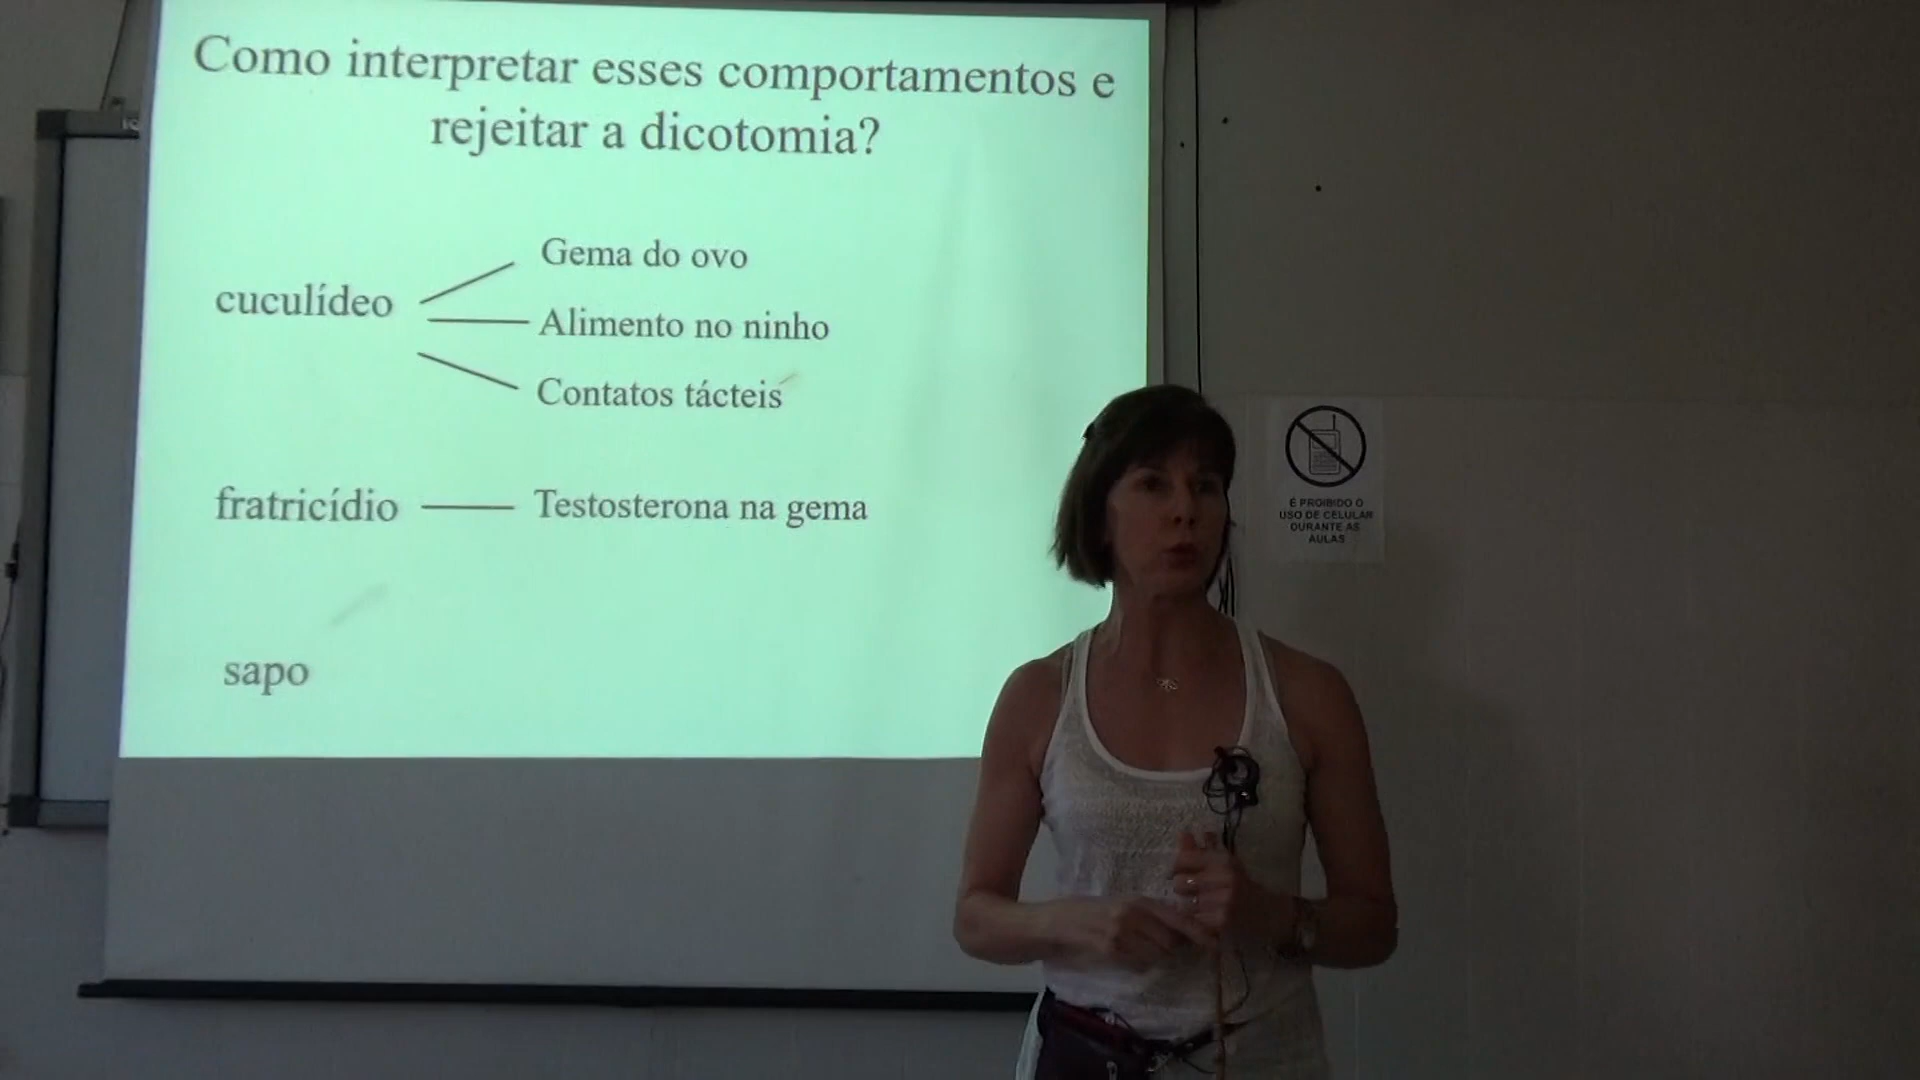 Como interpretar esses comportamentos e
rejeitar a dicotomia?
cuculídeo
Gema do ovo
Alimento no ninho
Contatos tácteis
fratricídio
Testosterona na gema
sapo
É PROIBIDO O
USO DE CELULAR
DURANTE AS
AULAS